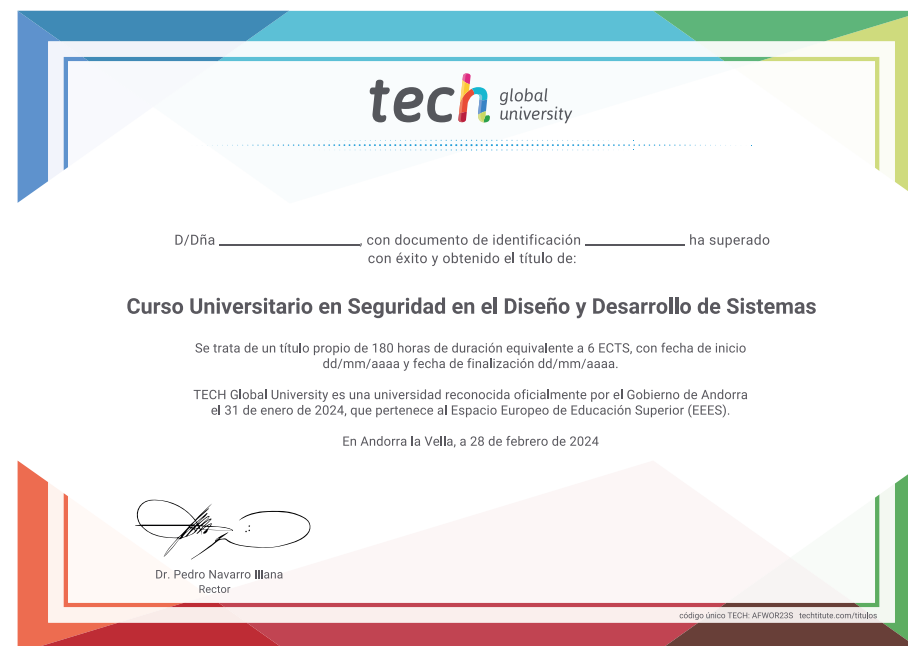 tech global university
D/Dña ____________________, con documento de identificación ______________ ha superado
con éxito y obtenido el título de:
Curso Universitario en Seguridad en el Diseño y Desarrollo de Sistemas
Se trata de un título propio de 180 horas de duración equivalente a 6 ECTS, con fecha de inicio
dd/mm/aaaa y fecha de finalización dd/mm/aaaa.
TECH Global University es una universidad reconocida oficialmente por el Gobierno de Andorra
el 31 de enero de 2024, que pertenece al Espacio Europeo de Educación Superior (EEES).
En Andorra la Vella, a 28 de febrero de 2024
Dr. Pedro Navarro Illana
Rector
código único TECH: AFWOR23S techtitute.com/titulos